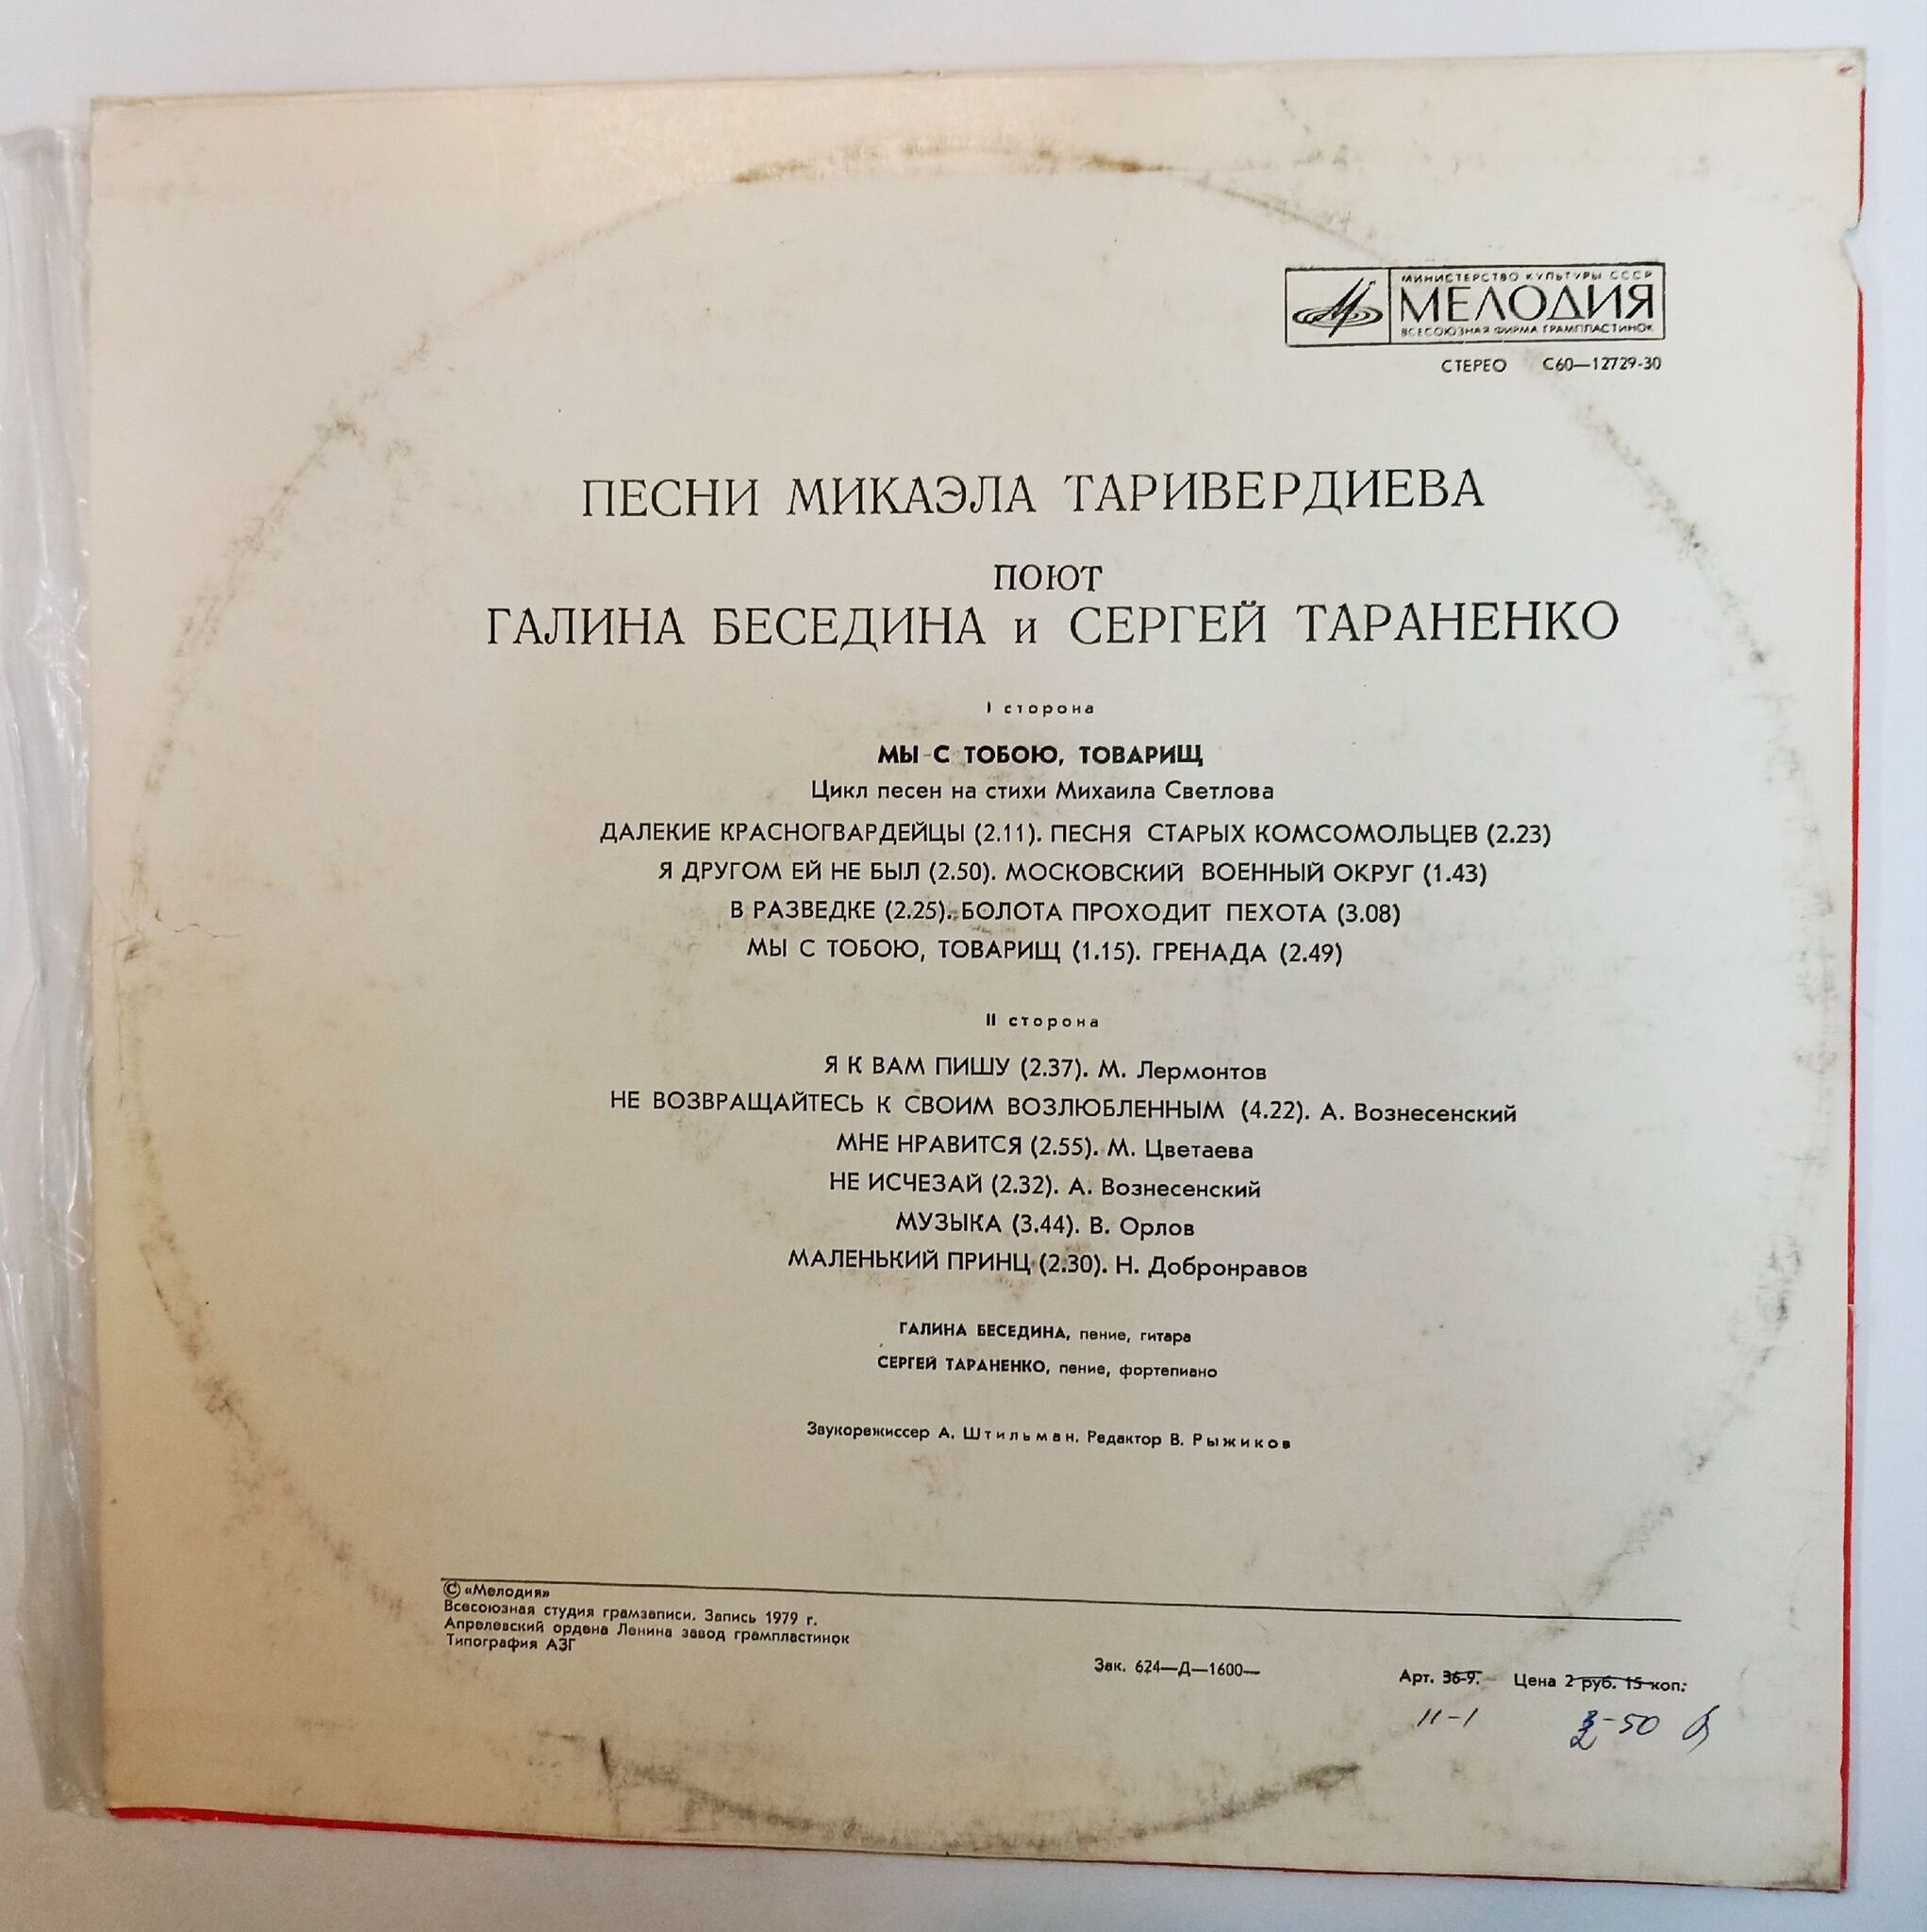 МИНИСТЕРСТВО КУЛЬТУРЫ СССР
МЕЛОДИЯ
ВСЕСОЮЗНАЯ ФИРМА ГРАМПЛАСТИНОК
СТЕРЕО С60—12729-30
ПЕСНИ МИКАЭЛА ТАРИВЕРДИЕВА
ПОЮТ
ГАЛИНА БЕСЕДИНА и СЕРГЕЙ ТАРАНЕНКО
I сторона
МЫ С ТОБОЮ, ТОВАРИЩ
Цикл песен на стихи Михаила Светлова
ДАЛЕКИЕ КРАСНОГВАРДЕЙЦЫ (2.11). ПЕСНЯ СТАРЫХ КОМСОМОЛЬЦЕВ (2.23)
Я ДРУГОМ ЕЙ НЕ БЫЛ (2.50). МОСКОВСКИЙ ВОЕННЫЙ ОКРУГ (1.43)
В РАЗВЕДКЕ (2.25). БОЛОТА ПРОХОДИТ ПЕХОТА (3.08)
МЫ С ТОБОЮ, ТОВАРИЩ (1.15). ГРЕНАДА (2.49)
II сторона
Я К ВАМ ПИШУ (2.37). М. Лермонтов
НЕ ВОЗВРАЩАЙТЕСЬ К СВОИМ ВОЗЛЮБЛЕННЫМ (4.22). А. Вознесенский
МНЕ НРАВИТСЯ (2.55). М. Цветаева
НЕ ИСЧЕЗАЙ (2.32). А. Вознесенский
МУЗЫКА (3.44). В. Орлов
МАЛЕНЬКИЙ ПРИНЦ (2.30). Н. Добронравов
ГАЛИНА БЕСЕДИНА, пение, гитара
СЕРГЕЙ ТАРАНЕНКО, пение, фортепиано
Звукорежиссер А. Штильман. Редактор В. Рыжиков
© «Мелодия»
Всесоюзная студия грамзаписи. Запись 1979 г.
Апрелевский ордена Ленина завод грампластинок
Типография АЗГ
Зак. 624—Д—1600—
Арт. 36-9. Цена 2 руб. 15 коп.
11-1 2-50